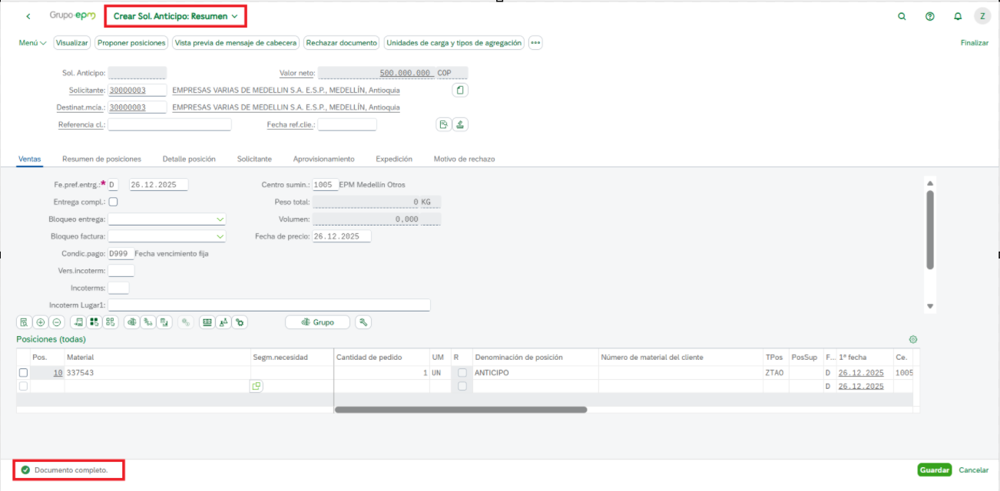 Grupo·epm Crear Sol. Anticipo: Resumen Z
Menú Visualizar Proponer posiciones Vista previa de mensaje de cabecera Rechazar documento Unidades de carga y tipos de agregación Finalizar
Sol. Anticipo: Valor neto: 500.000.000 COP
Solicitante: 30000003 EMPRESAS VARIAS DE MEDELLIN S.A. E.S.P., MEDELLÍN, Antioquia
Destinat.mcía.: 30000003 EMPRESAS VARIAS DE MEDELLIN S.A. E.S.P., MEDELLÍN, Antioquia
Referencia cl.: Fecha ref.clie.:
Ventas Resumen de posiciones Detalle posición Solicitante Aprovisionamiento Expedición Motivo de rechazo
Fe.pref.entrg.:* D 26.12.2025 Centro sumin.: 1005 EPM Medellín Otros
Entrega compl.: Peso total: 0 KG
Bloqueo entrega: Volumen: 0,000
Bloqueo factura: Fecha de precio: 26.12.2025
Condic.pago: D999 Fecha vencimiento fija
Vers.incoterm:
Incoterms:
Incoterm Lugar1:
Grupo
Posiciones (todas)
Pos. Material Segm.necesidad Cantidad de pedido UM R Denominación de posición Número de material del cliente TPos PosSup F... 1ª fecha Ce.
10 337543 1 UN ANTICIPO ZTAO D 26.12.2025 1005
D 26.12.2025
Documento completo. Guardar Cancelar